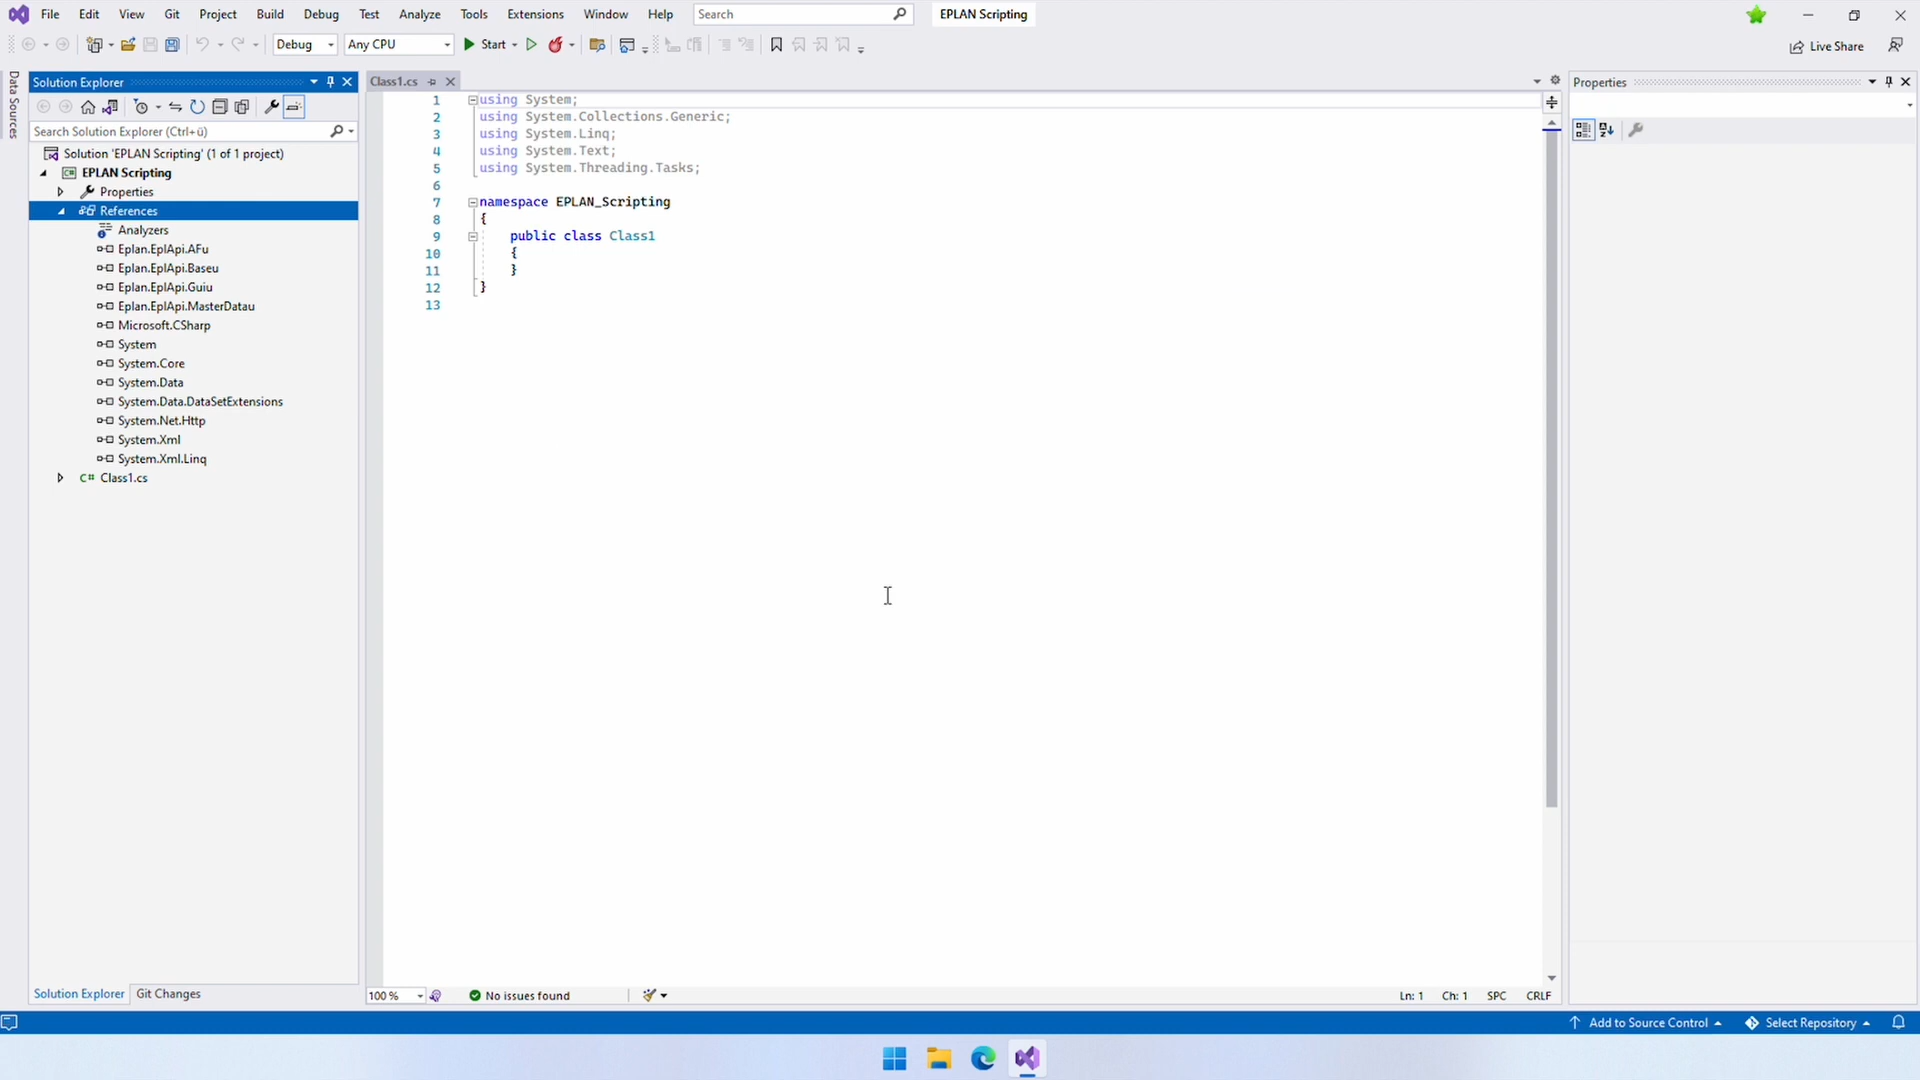 File Edit View Git Project Build Debug Test Analyze Tools Extensions Window Help Search EPLAN Scripting
Debug Any CPU Start Live Share
Data Sources
Solution Explorer
Search Solution Explorer (Ctrl+ü)
Solution 'EPLAN Scripting' (1 of 1 project)
EPLAN Scripting
Properties
References
Analyzers
Eplan.EplApi.AFu
Eplan.EplApi.Baseu
Eplan.EplApi.Guiu
Eplan.EplApi.MasterDatau
Microsoft.CSharp
System
System.Core
System.Data
System.Data.DataSetExtensions
System.Net.Http
System.Xml
System.Xml.Linq
C# Class1.cs
Solution Explorer Git Changes
Class1.cs
1 using System;
2 using System.Collections.Generic;
3 using System.Linq;
4 using System.Text;
5 using System.Threading.Tasks;
6
7 namespace EPLAN_Scripting
8 {
9 public class Class1
10 {
11 }
12 }
13
100 % No issues found Ln: 1 Ch: 1 SPC CRLF
Properties
Add to Source Control Select Repository